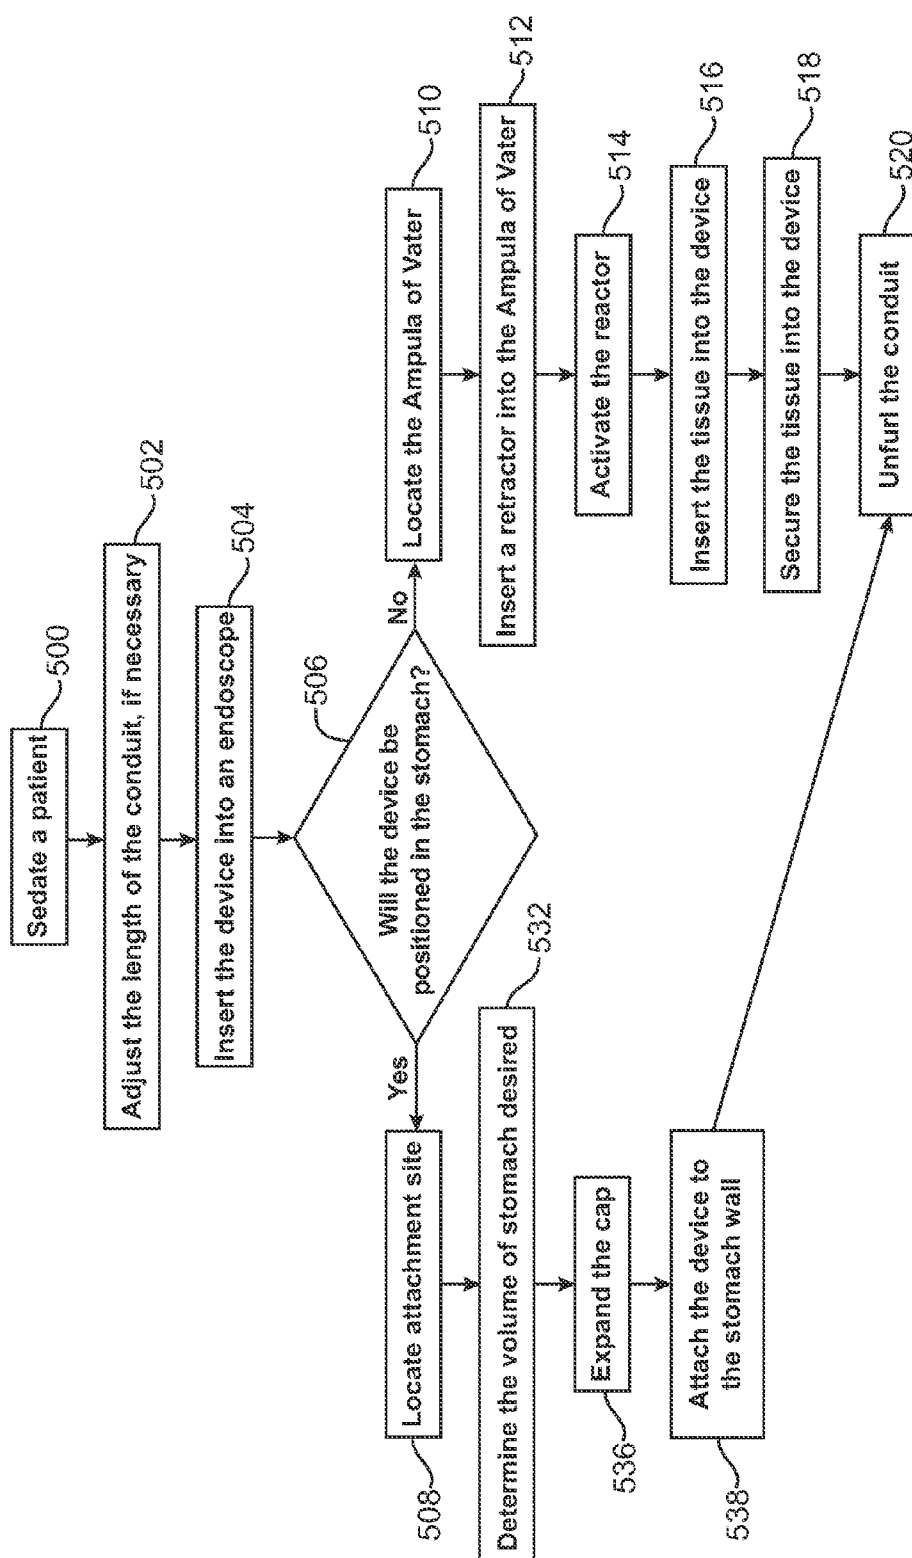 Sedate a patient
500
Adjust the length of the conduit, if necessary
502
Insert the device into an endoscope
504
Will the device be
positioned in the stomach?
506
Yes
No
Locate attachment site
508
Determine the volume of stomach desired
532
Expand the cap
536
Attach the device to
the stomach wall
538
Locate the Ampula of Vater
510
Insert a retractor into the Ampula of Vater
512
Activate the reactor
514
Insert the tissue into the device
516
Secure the tissue into the device
518
Unfurl the conduit
520